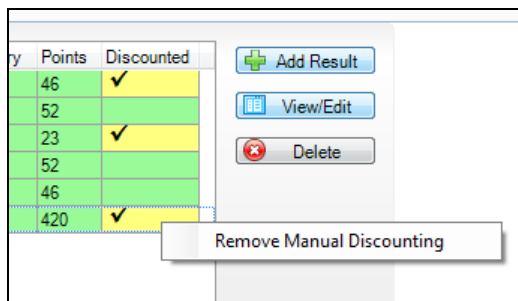 ry Points Discounted
46 ✓
52
23 ✓
52
46
420 ✓
Add Result
View/Edit
Delete
Remove Manual Discounting